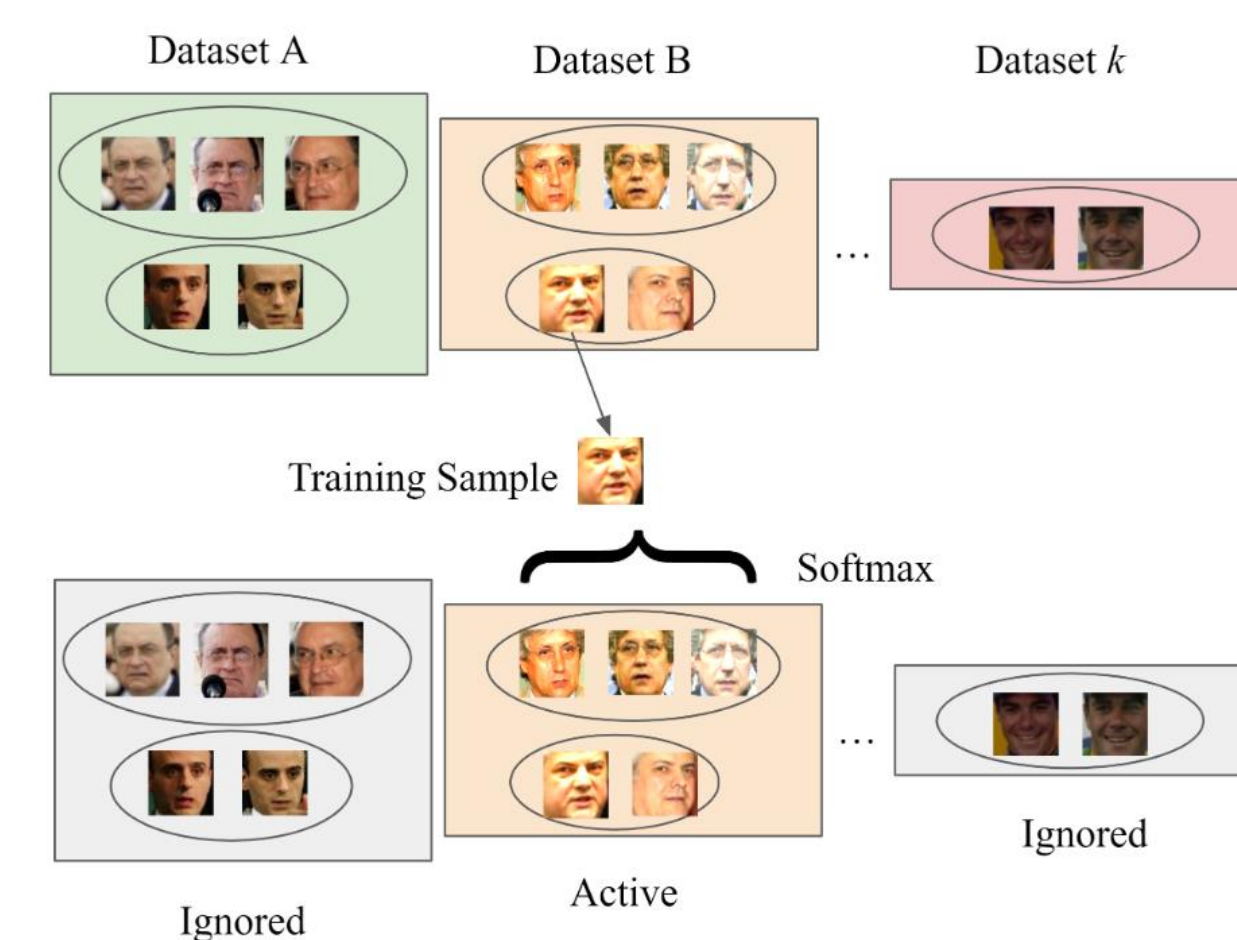 Dataset A
Dataset B
Dataset k
...
Training Sample
Softmax
...
Ignored
Active
Ignored